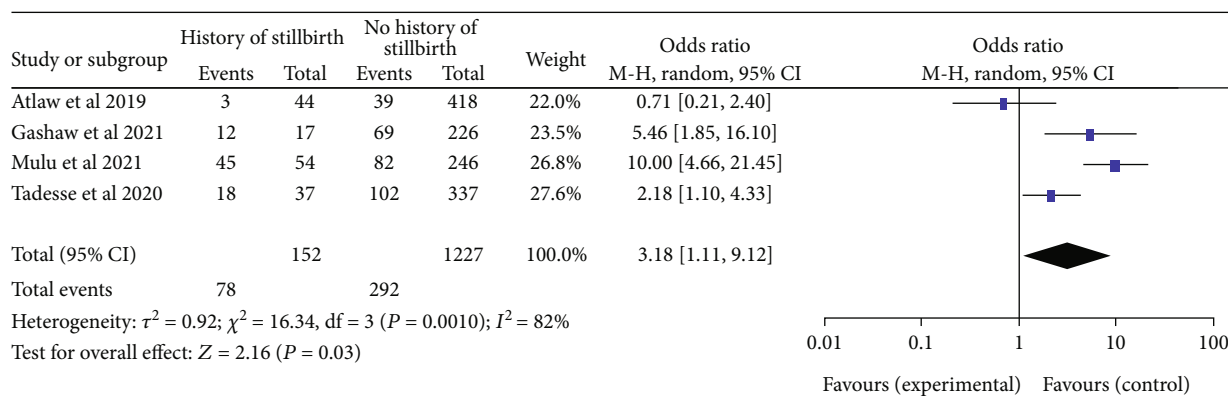 Study or subgroup History of stillbirth No history of stillbirth Weight Odds ratio Odds ratio
Events Total Events Total M-H, random, 95% CI M-H, random, 95% CI
Atlaw et al 2019 3 44 39 418 22.0% 0.71 [0.21, 2.40]
Gashaw et al 2021 12 17 69 226 23.5% 5.46 [1.85, 16.10]
Mulu et al 2021 45 54 82 246 26.8% 10.00 [4.66, 21.45]
Tadesse et al 2020 18 37 102 337 27.6% 2.18 [1.10, 4.33]
Total (95% CI) 152 1227 100.0% 3.18 [1.11, 9.12]
Total events 78 292
Heterogeneity: τ² = 0.92; χ² = 16.34, df = 3 (P = 0.0010); I² = 82%
Test for overall effect: Z = 2.16 (P = 0.03)
0.01 0.1 1 10 100
Favours (experimental) Favours (control)